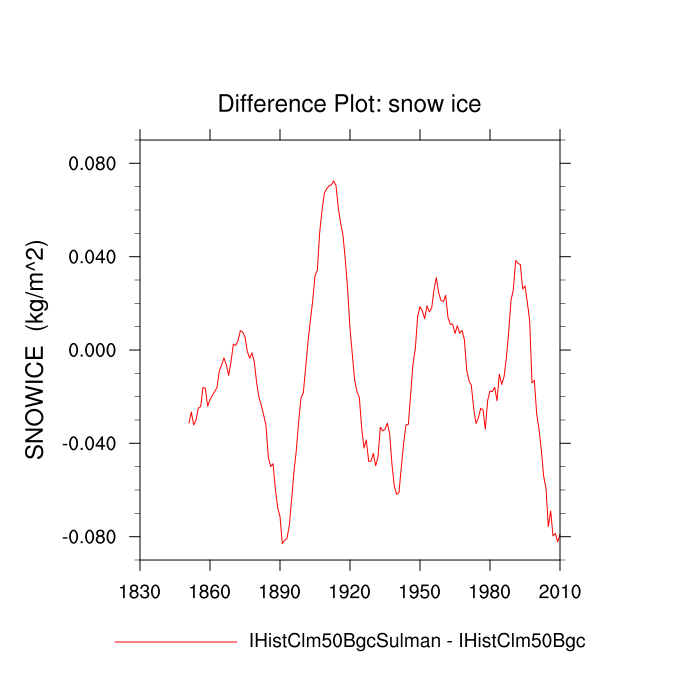 Difference Plot: snow ice
SNOWICE (kg/m^2)
0.080
0.040
0.000
-0.040
-0.080
1830 1860 1890 1920 1950 1980 2010
IHistClm50BgcSulman - IHistClm50Bgc